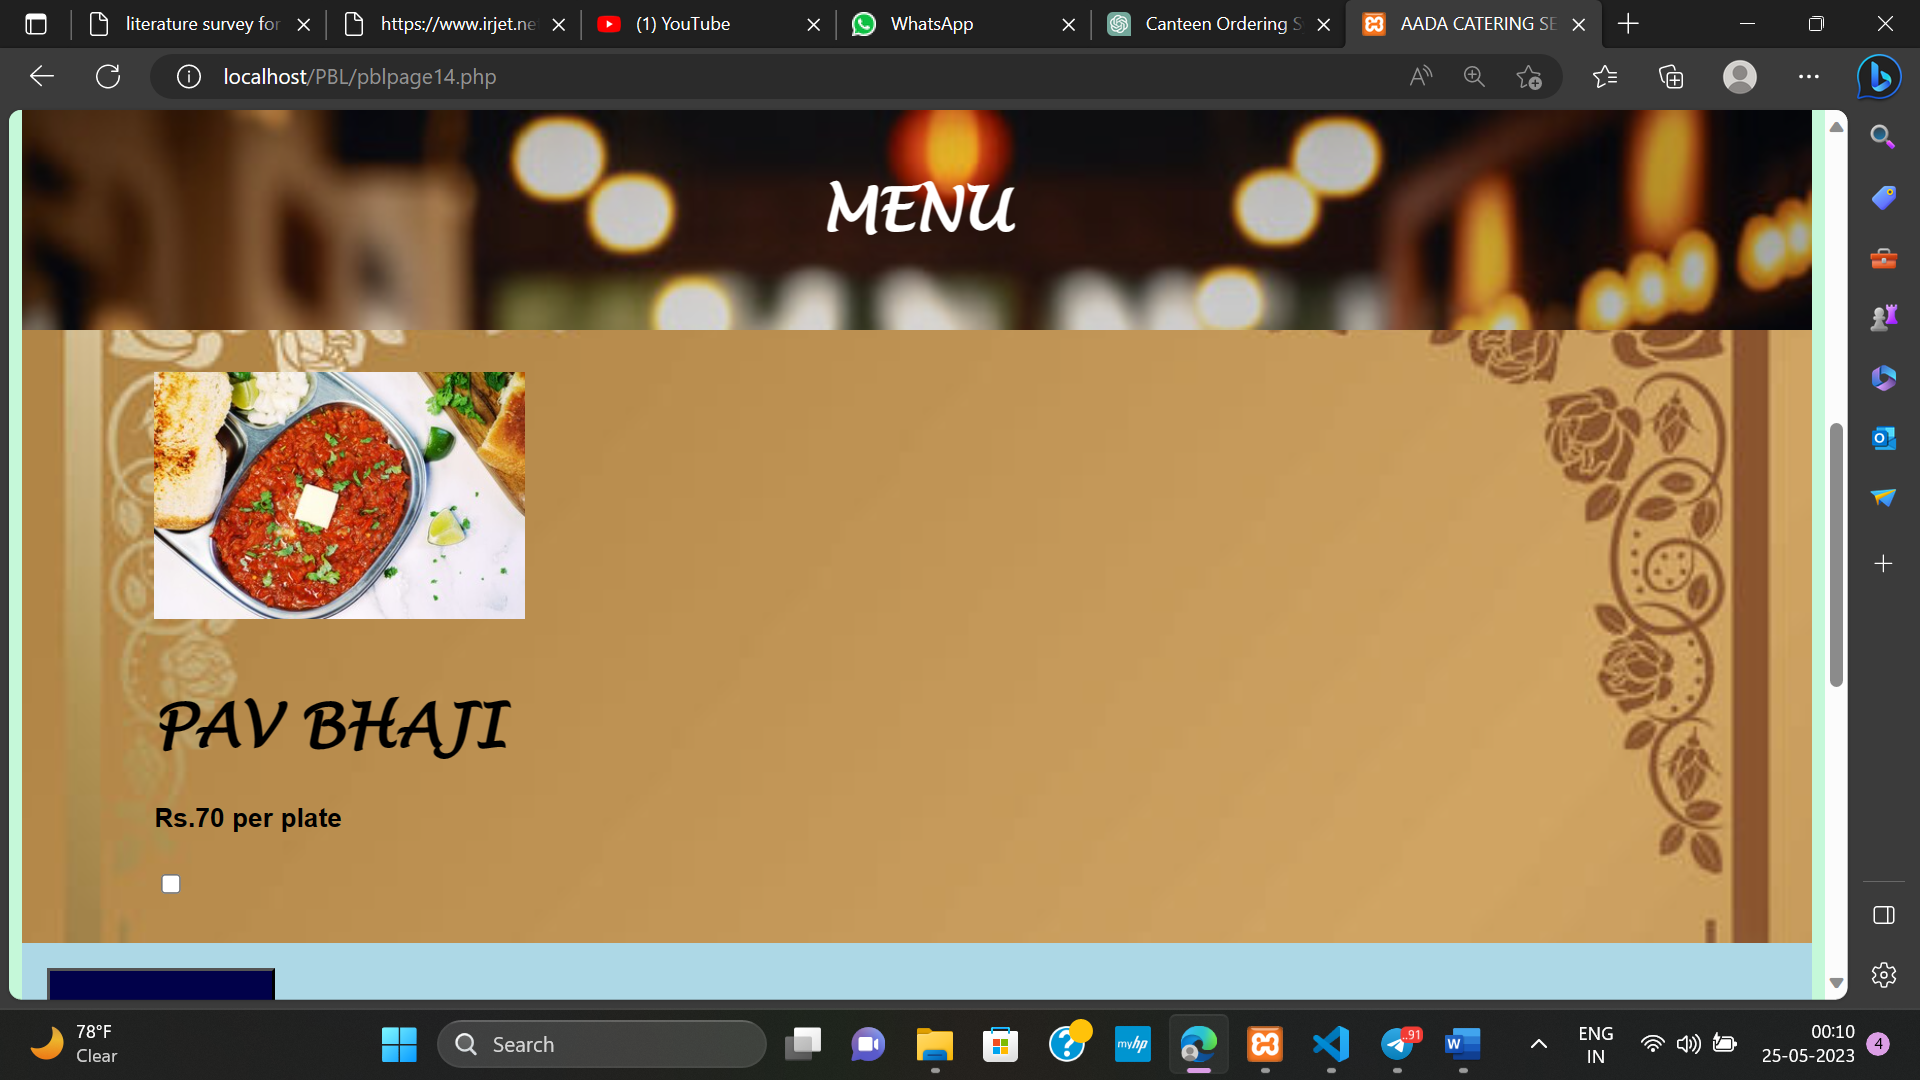 literature survey for
https://www.irjet.ne
(1) YouTube
WhatsApp
Canteen Ordering S
AADA CATERING SE
localhost/PBL/pblpage14.php
MENU
PAV BHAJI
Rs.70 per plate
78°F
Clear
Search
myhp
.91
W
ENG
IN
00:10
25-05-2023
4